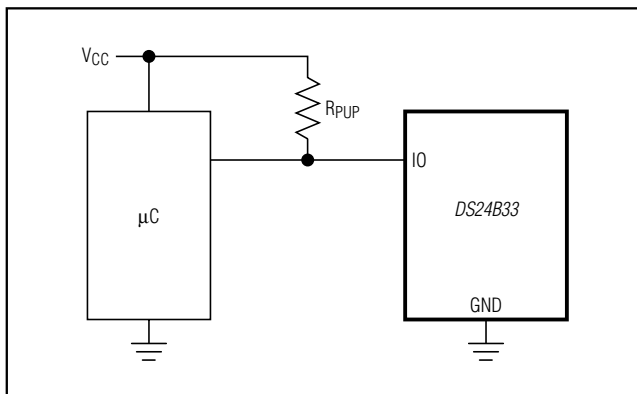 VCC
RPUP
IO
μC
DS24B33
GND